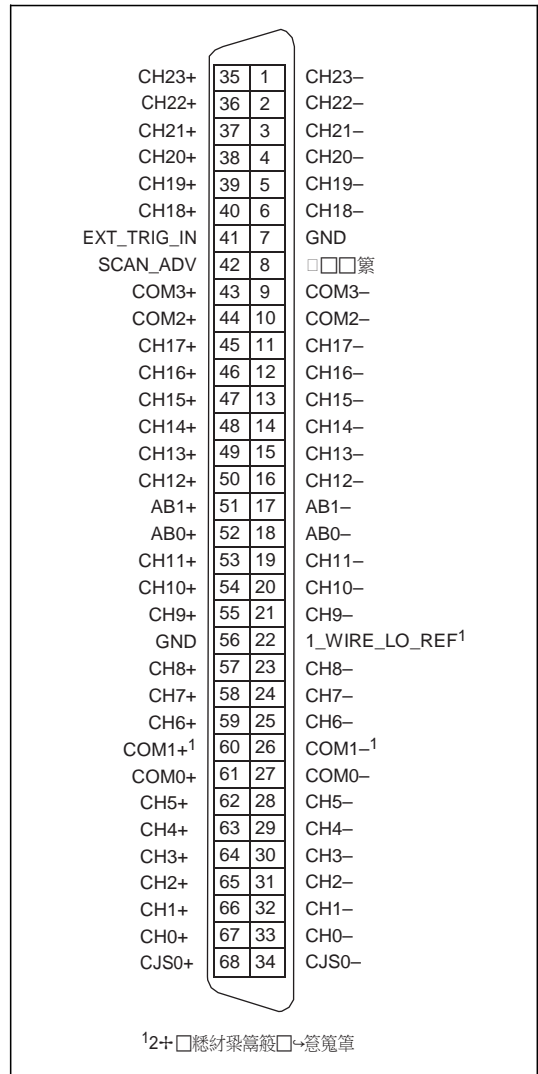 CH23+ 35 1 CH23–
CH22+ 36 2 CH22–
CH21+ 37 3 CH21–
CH20+ 38 4 CH20–
CH19+ 39 5 CH19–
CH18+ 40 6 CH18–
EXT_TRIG_IN 41 7 GND
SCAN_ADV 42 8
COM3+ 43 9 COM3–
COM2+ 44 10 COM2–
CH17+ 45 11 CH17–
CH16+ 46 12 CH16–
CH15+ 47 13 CH15–
CH14+ 48 14 CH14–
CH13+ 49 15 CH13–
CH12+ 50 16 CH12–
AB1+ 51 17 AB1–
AB0+ 52 18 AB0–
CH11+ 53 19 CH11–
CH10+ 54 20 CH10–
CH9+ 55 21 CH9–
GND 56 22 1_WIRE_LO_REF¹
CH8+ 57 23 CH8–
CH7+ 58 24 CH7–
CH6+ 59 25 CH6–
COM1+¹ 60 26 COM1–¹
COM0+ 61 27 COM0–
CH5+ 62 28 CH5–
CH4+ 63 29 CH4–
CH3+ 64 30 CH3–
CH2+ 65 31 CH2–
CH1+ 66 32 CH1–
CH0+ 67 33 CH0–
CJS0+ 68 34 CJS0–